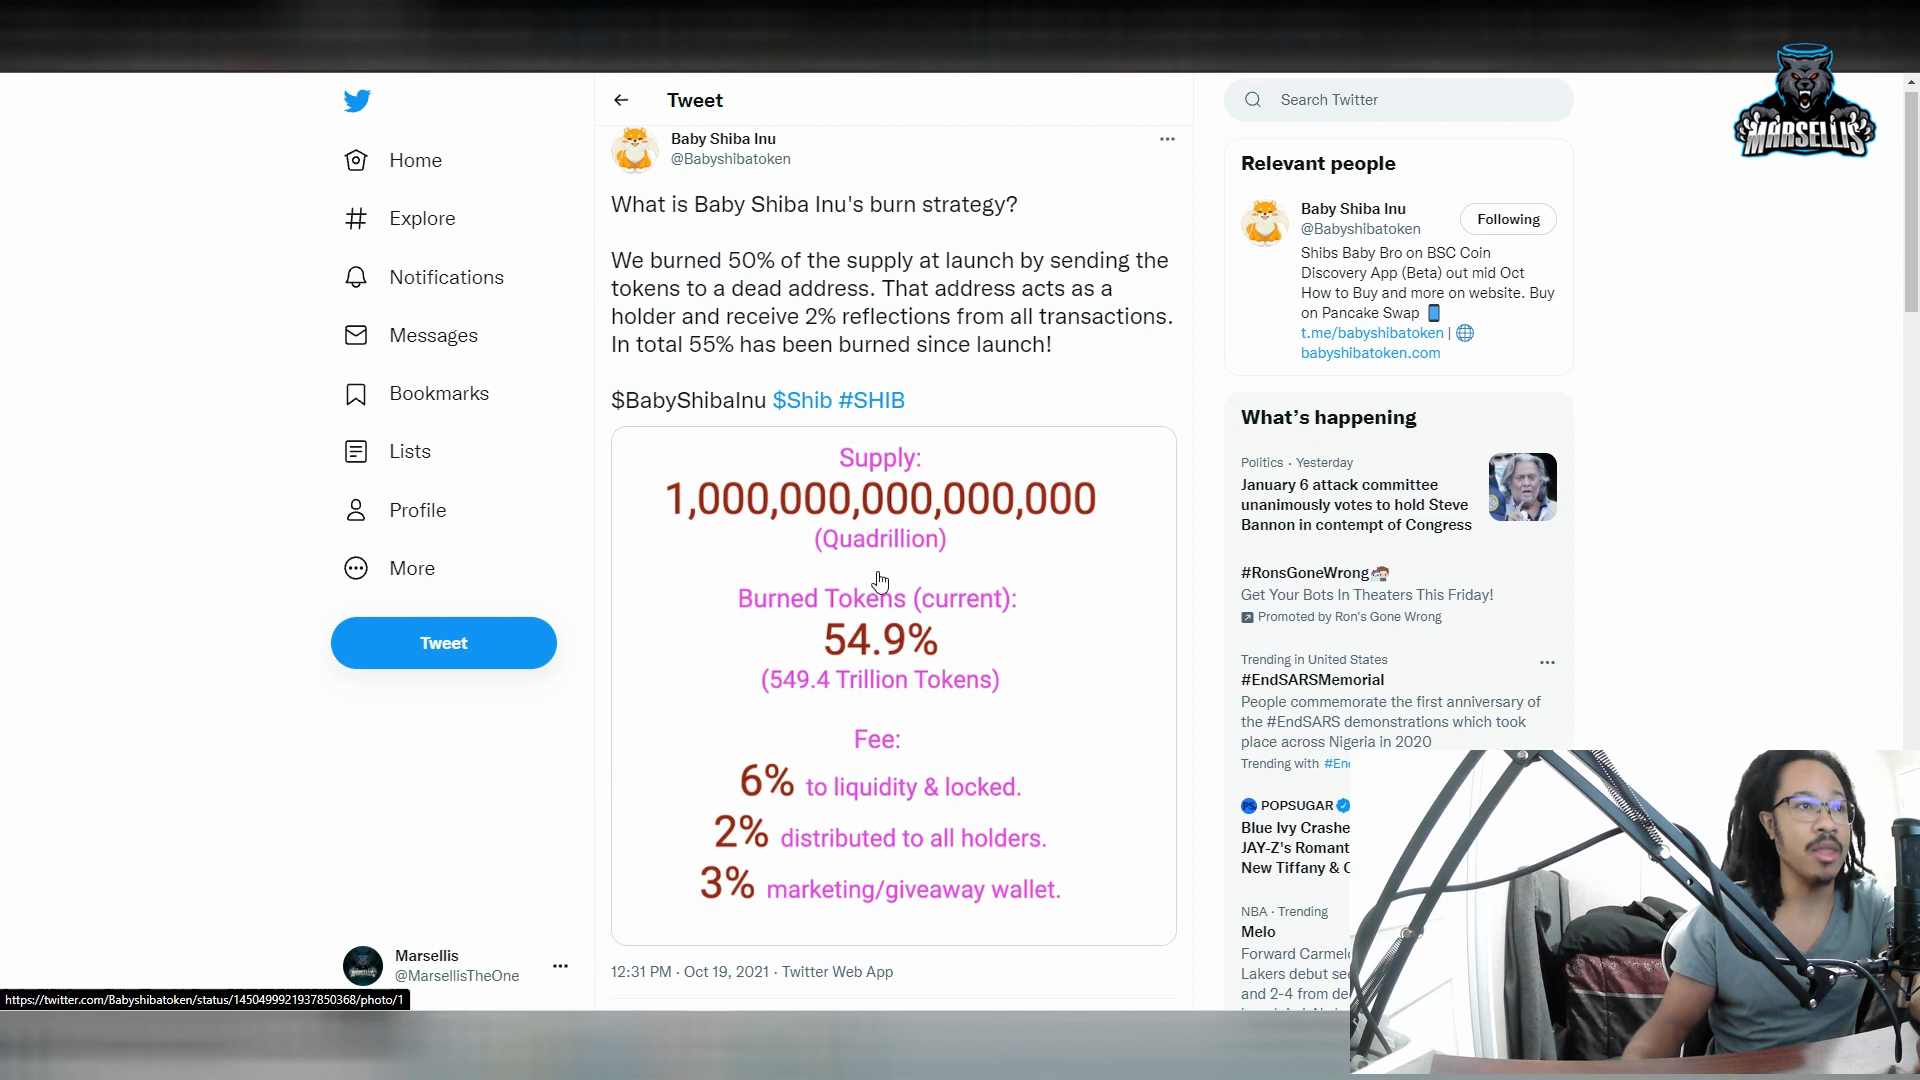 MARSELLIS
Home
Explore
Notifications
Messages
Bookmarks
Lists
Profile
More
Tweet
Marsellis
@MarsellisTheOne
https://twitter.com/Babyshibatoken/status/1450499921937850368/photo/1
Tweet
Baby Shiba Inu
@Babyshibatoken
What is Baby Shiba Inu's burn strategy?
We burned 50% of the supply at launch by sending the
tokens to a dead address. That address acts as a
holder and receive 2% reflections from all transactions.
In total 55% has been burned since launch!
$BabyShibaInu $Shib #SHIB
Supply:
1,000,000,000,000,000
(Quadrillion)
Burned Tokens (current):
54.9%
(549.4 Trillion Tokens)
Fee:
6% to liquidity & locked.
2% distributed to all holders.
3% marketing/giveaway wallet.
12:31 PM · Oct 19, 2021 · Twitter Web App
Search Twitter
Relevant people
Baby Shiba Inu
@Babyshibatoken
Following
Shibs Baby Bro on BSC Coin
Discovery App (Beta) out mid Oct
How to Buy and more on website. Buy
on Pancake Swap
t.me/babyshibatoken |
babyshibatoken.com
What's happening
Politics · Yesterday
January 6 attack committee
unanimously votes to hold Steve
Bannon in contempt of Congress
#RonsGoneWrong
Get Your Bots In Theaters This Friday!
Promoted by Ron's Gone Wrong
Trending in United States
#EndSARSMemorial
People commemorate the first anniversary of
the #EndSARS demonstrations which took
place across Nigeria in 2020
Trending with #En
POPSUGAR
Blue Ivy Crashe
JAY-Z's Romant
New Tiffany & C
NBA · Trending
Melo
Forward Carmel
Lakers debut se
and 2-4 from de